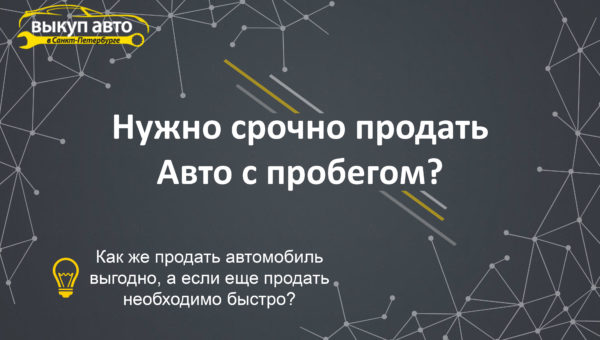 выкуп авто
в Санкт-Петербурге
Нужно срочно продать
Авто с пробегом?
Как же продать автомобиль
выгодно, а если еще продать
необходимо быстро?